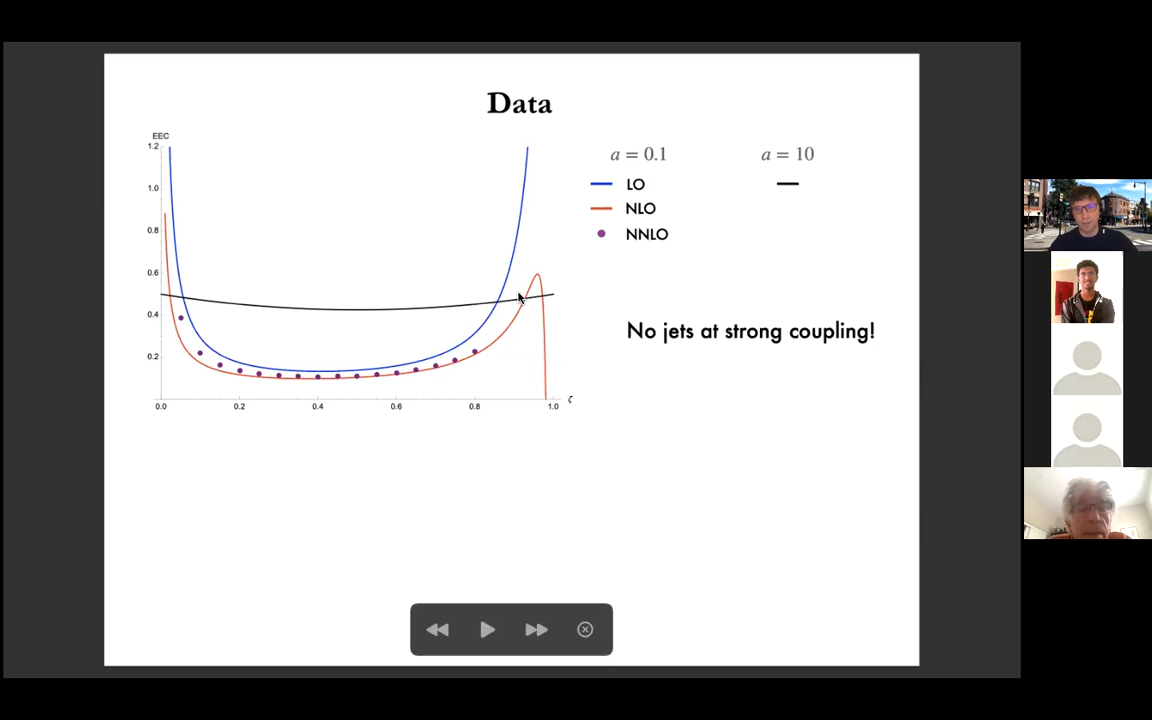 Data
EEC
1.2
1.0
0.8
0.6
0.4
0.2
0.0 0.2 0.4 0.6 0.8 1.0 ζ
a = 0.1 a = 10
LO
NLO
NNLO
No jets at strong coupling!